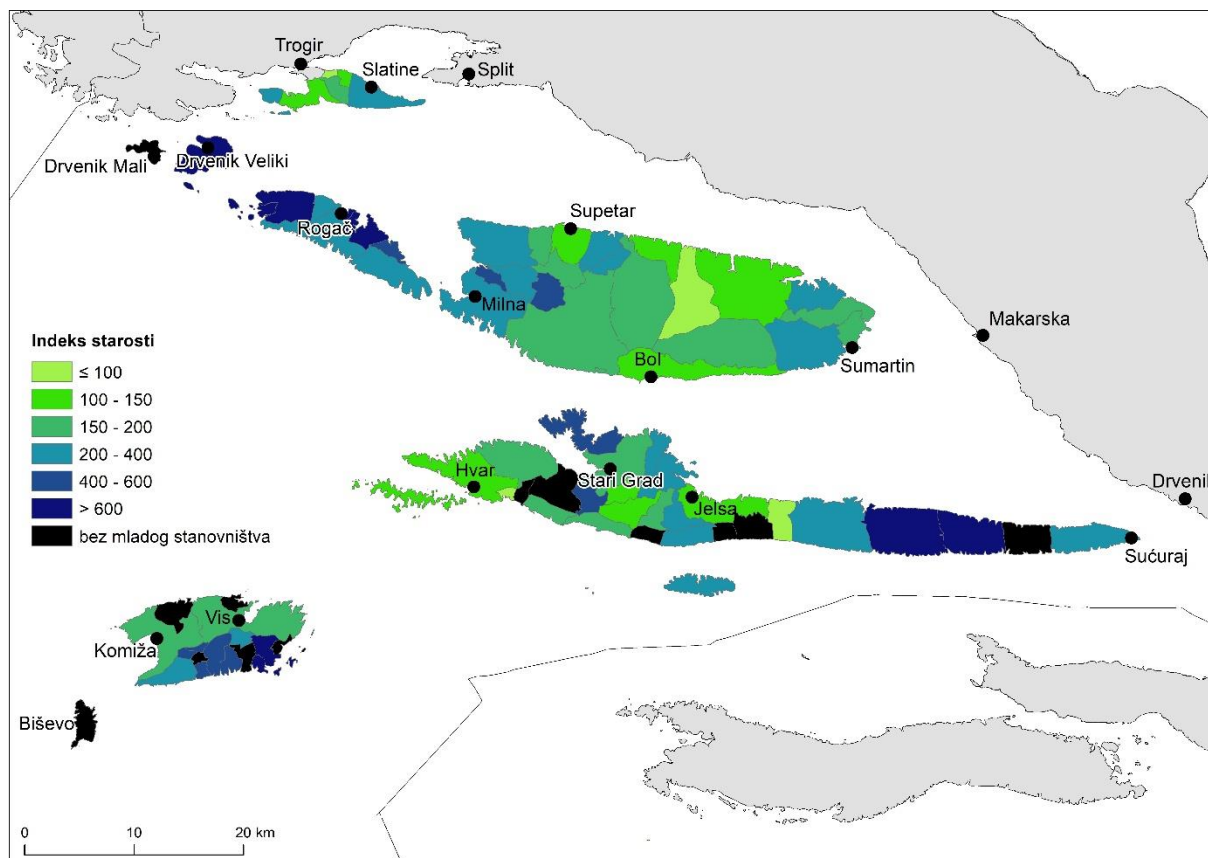 Trogir
Slatine
Split
Drvenik Mali
Drvenik Veliki
Rogač
Supetar
Milna
Makarska
Bol
Sumartin
Indeks starosti
≤ 100
100 - 150
150 - 200
200 - 400
400 - 600
> 600
bez mladog stanovništva
Hvar
Stari Grad
Jelsa
Drvenik
Sućuraj
Vis
Komiža
Biševo
0 10 20 km